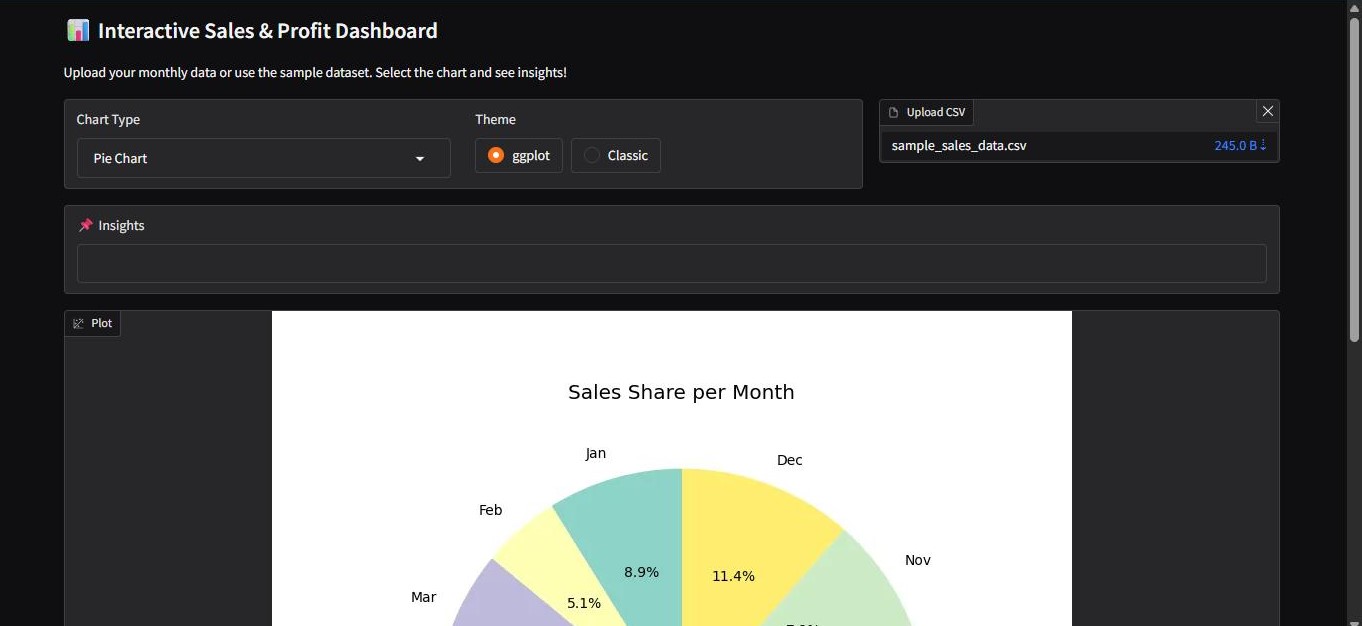 📊 Interactive Sales & Profit Dashboard
Upload your monthly data or use the sample dataset. Select the chart and see insights!
Chart Type
Theme
Pie Chart
ggplot
Classic
Upload CSV
sample_sales_data.csv
245.0 B ↓
📌 Insights
Plot
Sales Share per Month
Jan
Dec
Feb
Nov
Mar
8.9%
11.4%
5.1%